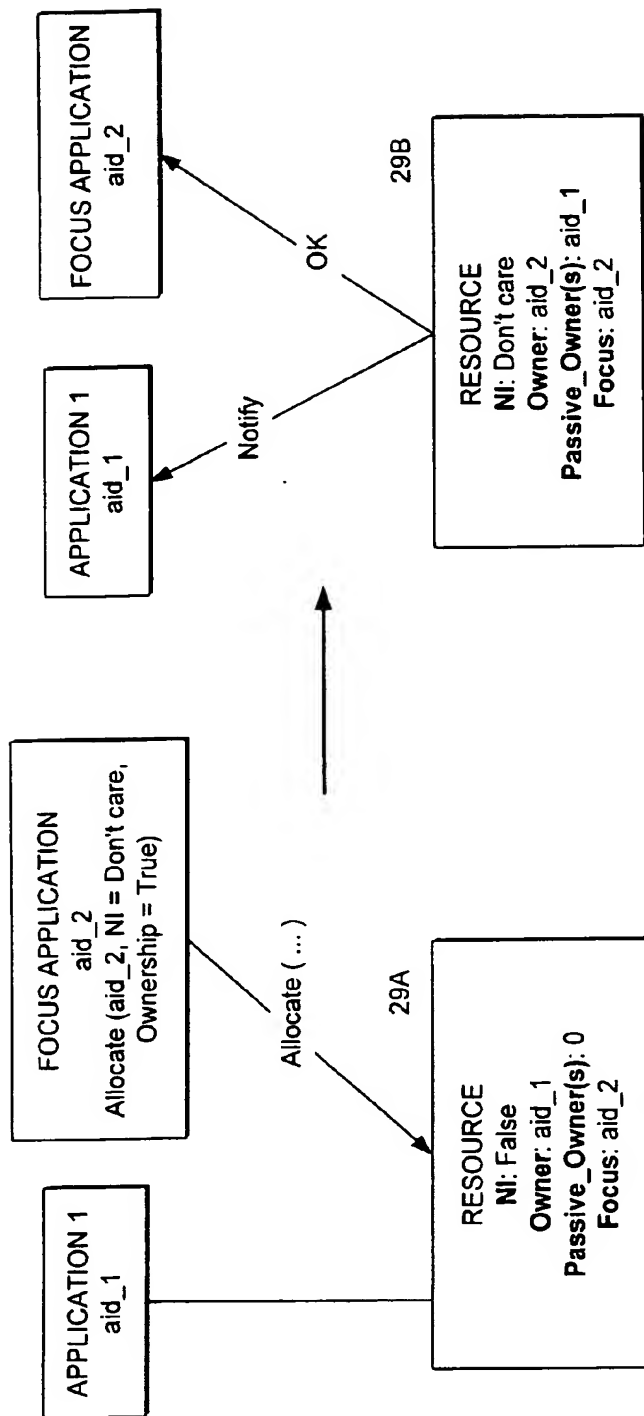 APPLICATION 1
aid_1
FOCUS APPLICATION
aid_2
Allocate (aid_2, NI = Don't care,
Ownership = True)
Allocate ( ... )
29A
RESOURCE
NI: False
Owner: aid_1
Passive_Owner(s): 0
Focus: aid_2
APPLICATION 1
aid_1
FOCUS APPLICATION
aid_2
Notify
OK
29B
RESOURCE
NI: Don't care
Owner: aid_2
Passive_Owner(s): aid_1
Focus: aid_2